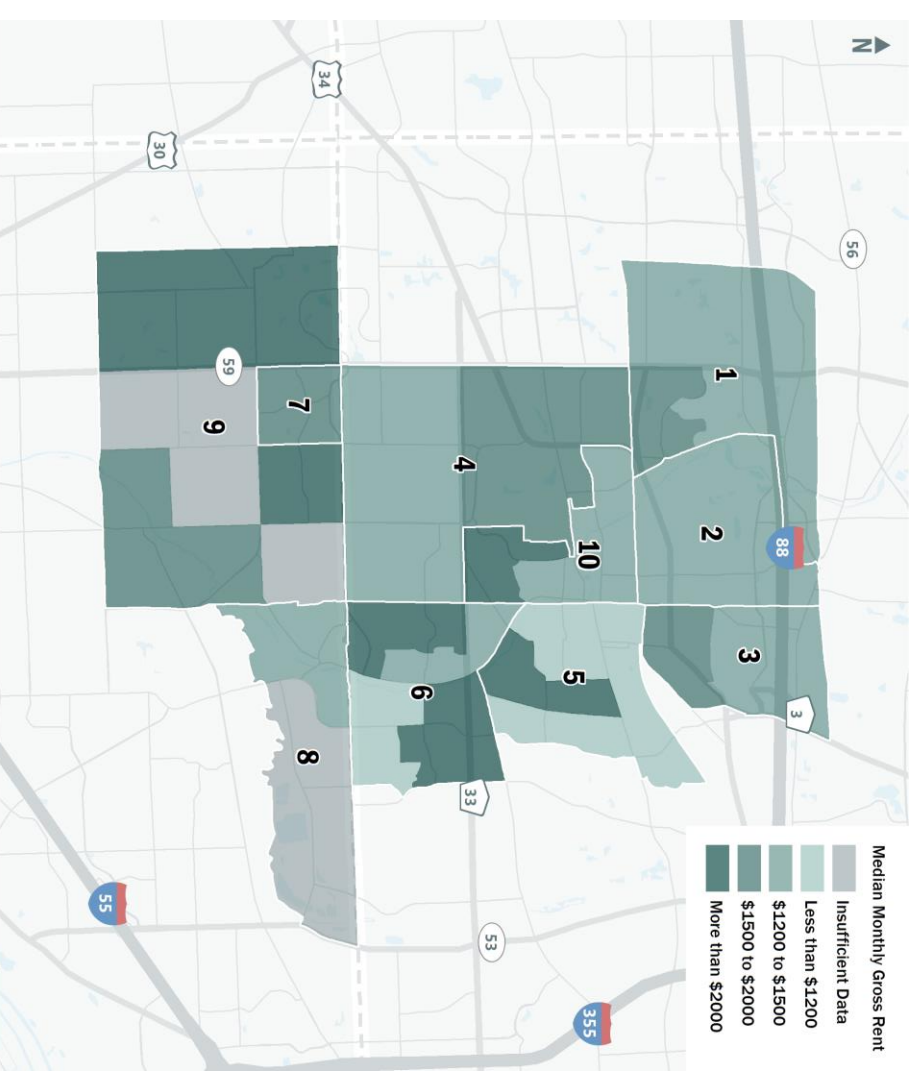 Median Monthly Gross Rent
Insufficient Data
Less than $1200
$1200 to $1500
$1500 to $2000
More than $2000
N
56
88
3
1
2
3
34
10
5
4
6
33
53
355
30
59
7
9
8
55